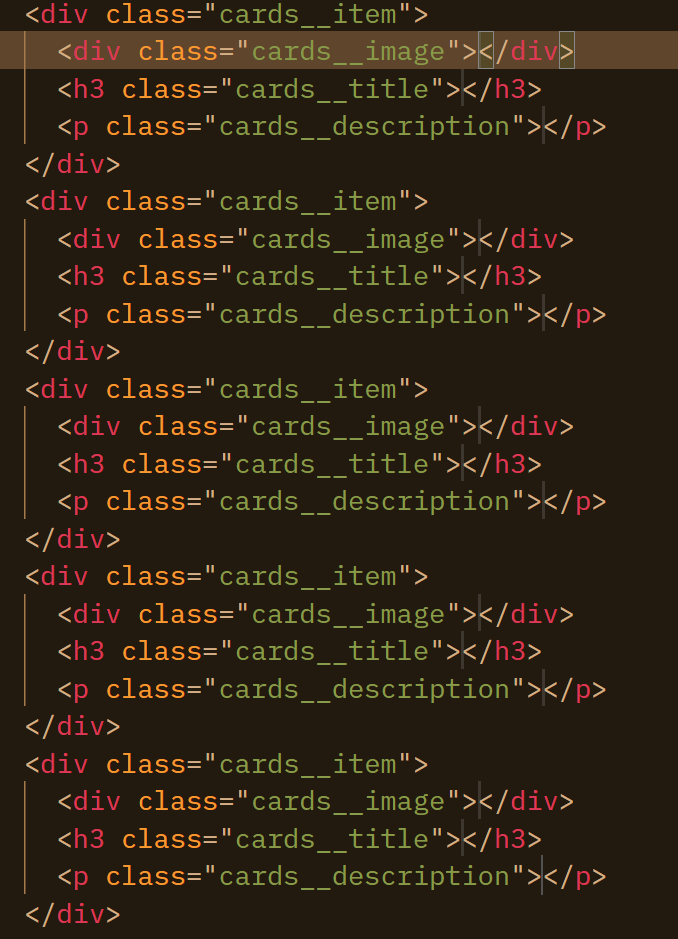 <div class="cards__item">
<div class="cards__image"></div>
<h3 class="cards__title"></h3>
<p class="cards__description"></p>
</div>
<div class="cards__item">
<div class="cards__image"></div>
<h3 class="cards__title"></h3>
<p class="cards__description"></p>
</div>
<div class="cards__item">
<div class="cards__image"></div>
<h3 class="cards__title"></h3>
<p class="cards__description"></p>
</div>
<div class="cards__item">
<div class="cards__image"></div>
<h3 class="cards__title"></h3>
<p class="cards__description"></p>
</div>
<div class="cards__item">
<div class="cards__image"></div>
<h3 class="cards__title"></h3>
<p class="cards__description"></p>
</div>